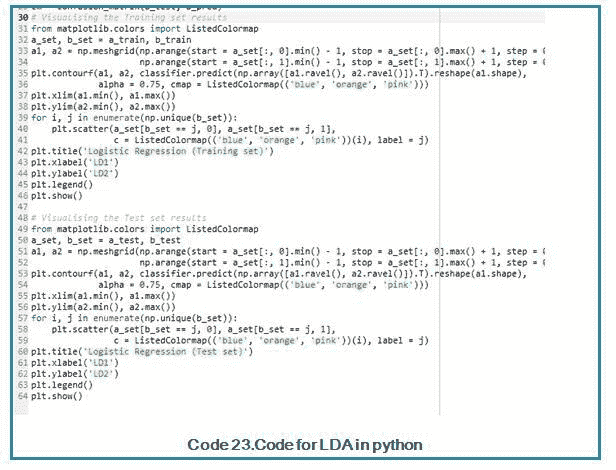 30 # Visualising the Training set results
31 from matplotlib.colors import ListedColormap
32 a_set, b_set = a_train, b_train
33 a1, a2 = np.meshgrid(np.arange(start = a_set[:, 0].min() - 1, stop = a_set[:, 0].max() + 1, step =
34 np.arange(start = a_set[:, 1].min() - 1, stop = a_set[:, 1].max() + 1, step =
35 plt.contourf(a1, a2, classifier.predict(np.array([a1.ravel(), a2.ravel()]).T).reshape(a1.shape),
36 alpha = 0.75, cmap = ListedColormap(('blue', 'orange', 'pink')))
37 plt.xlim(a1.min(), a1.max())
38 plt.ylim(a2.min(), a2.max())
39 for i, j in enumerate(np.unique(b_set)):
40 plt.scatter(a_set[b_set == j, 0], a_set[b_set == j, 1],
41 c = ListedColormap(('blue', 'orange', 'pink'))(i), label = j)
42 plt.title('Logistic Regression (Training set)')
43 plt.xlabel('LD1')
44 plt.ylabel('LD2')
45 plt.legend()
46 plt.show()
47
48 # Visualising the Test set results
49 from matplotlib.colors import ListedColormap
50 a_set, b_set = a_test, b_test
51 a1, a2 = np.meshgrid(np.arange(start = a_set[:, 0].min() - 1, stop = a_set[:, 0].max() + 1, step =
52 np.arange(start = a_set[:, 1].min() - 1, stop = a_set[:, 1].max() + 1, step =
53 plt.contourf(a1, a2, classifier.predict(np.array([a1.ravel(), a2.ravel()]).T).reshape(a1.shape),
54 alpha = 0.75, cmap = ListedColormap(('blue', 'orange', 'pink')))
55 plt.xlim(a1.min(), a1.max())
56 plt.ylim(a2.min(), a2.max())
57 for i, j in enumerate(np.unique(b_set)):
58 plt.scatter(a_set[b_set == j, 0], a_set[b_set == j, 1],
59 c = ListedColormap(('blue', 'orange', 'pink'))(i), label = j)
60 plt.title('Logistic Regression (Test set)')
61 plt.xlabel('LD1')
62 plt.ylabel('LD2')
63 plt.legend()
64 plt.show()
Code 23.Code for LDA in python